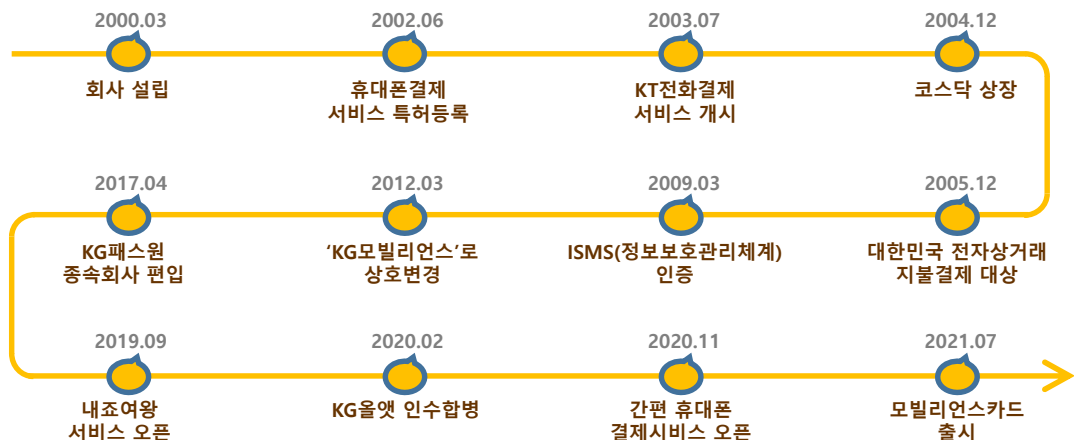 2000.03
회사 설립
2002.06
휴대폰결제
서비스 특허등록
2003.07
KT전화결제
서비스 개시
2004.12
코스닥 상장
2005.12
대한민국 전자상거래
지불결제 대상
2009.03
ISMS(정보보호관리체계)
인증
2012.03
‘KG모빌리언스’로
상호변경
2017.04
KG패스원
종속회사 편입
2019.09
내죠여왕
서비스 오픈
2020.02
KG올앳 인수합병
2020.11
간편 휴대폰
결제시비스 오픈
2021.07
모빌리언스카드
출시